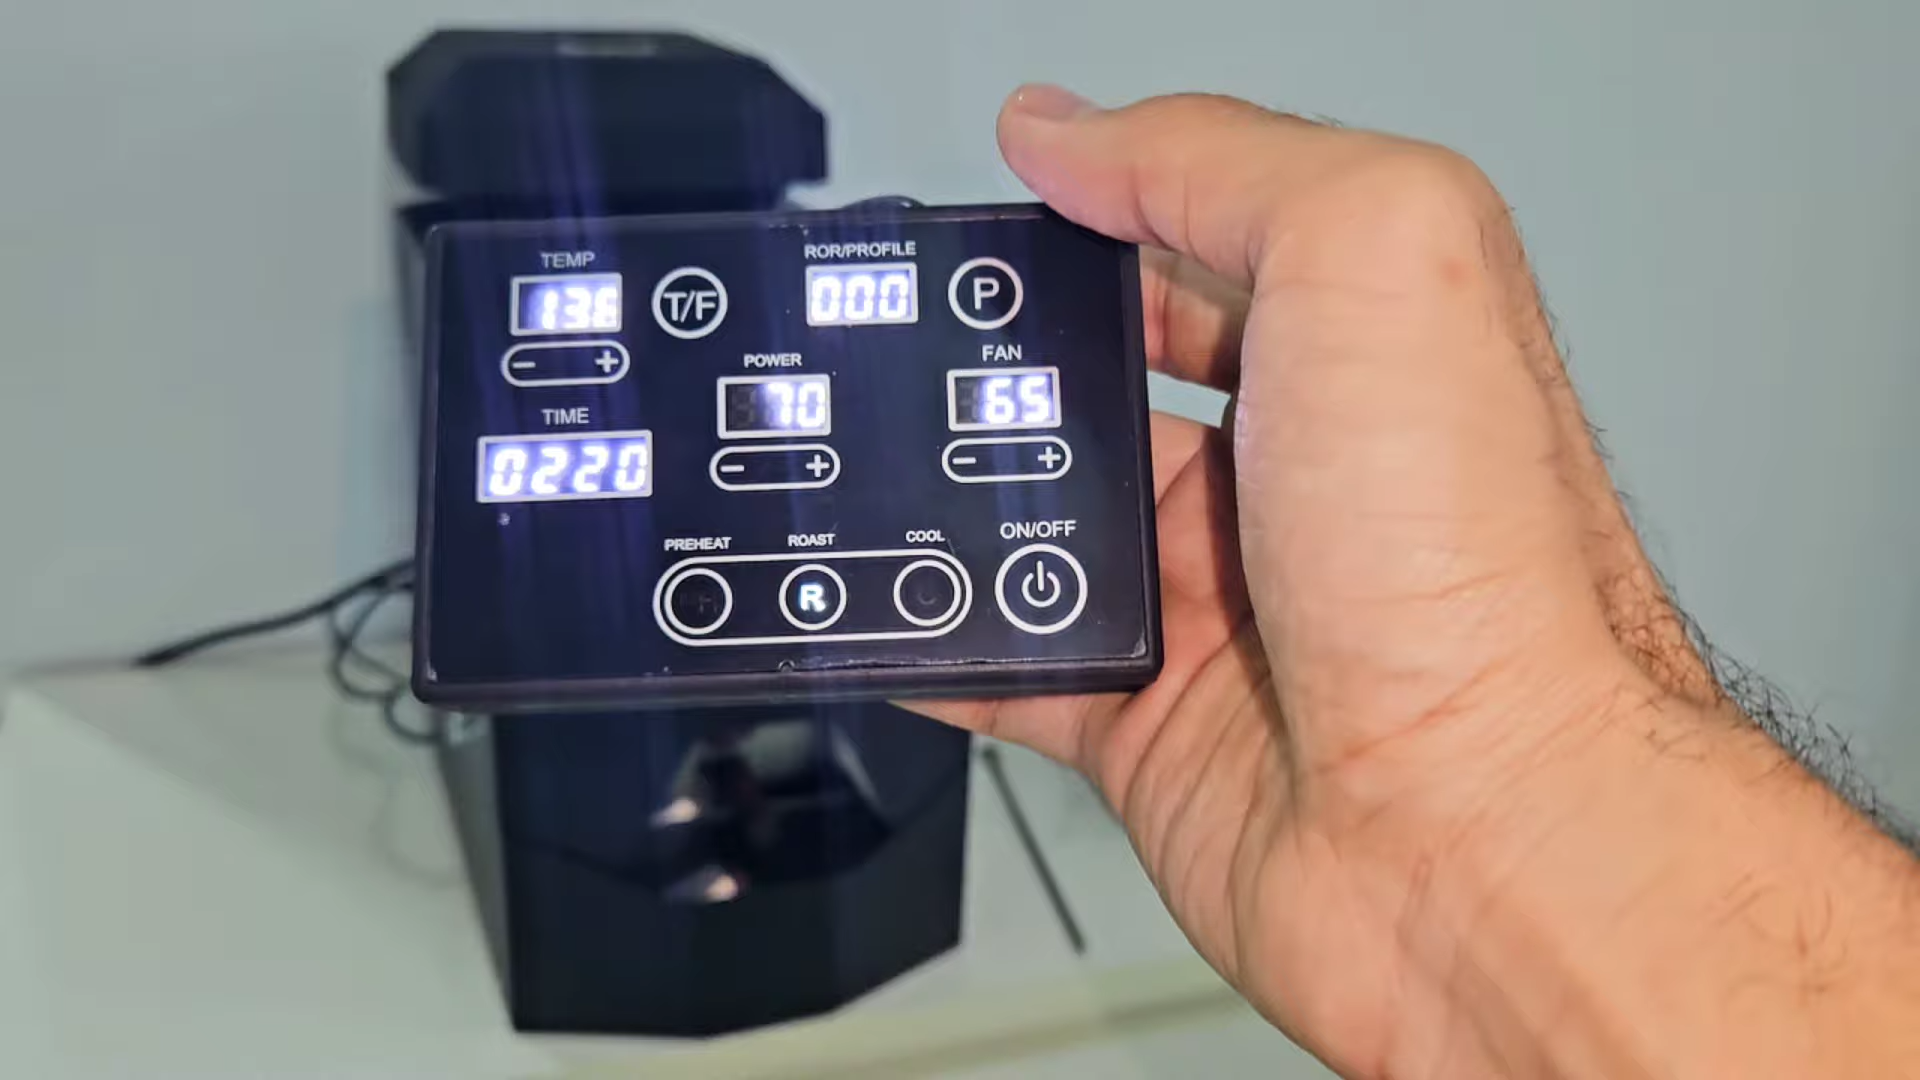 TEMP
T/F
ROR/PROFILE
000
P
- +
POWER
70
- +
FAN
65
- +
TIME
0220
PREHEAT
ROAST
R
COOL
ON/OFF